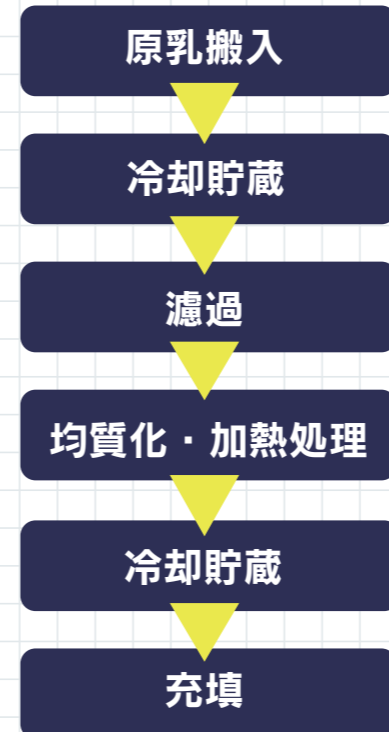 原乳搬入
冷却貯蔵
濾過
均質化・加熱処理
冷却貯蔵
充填